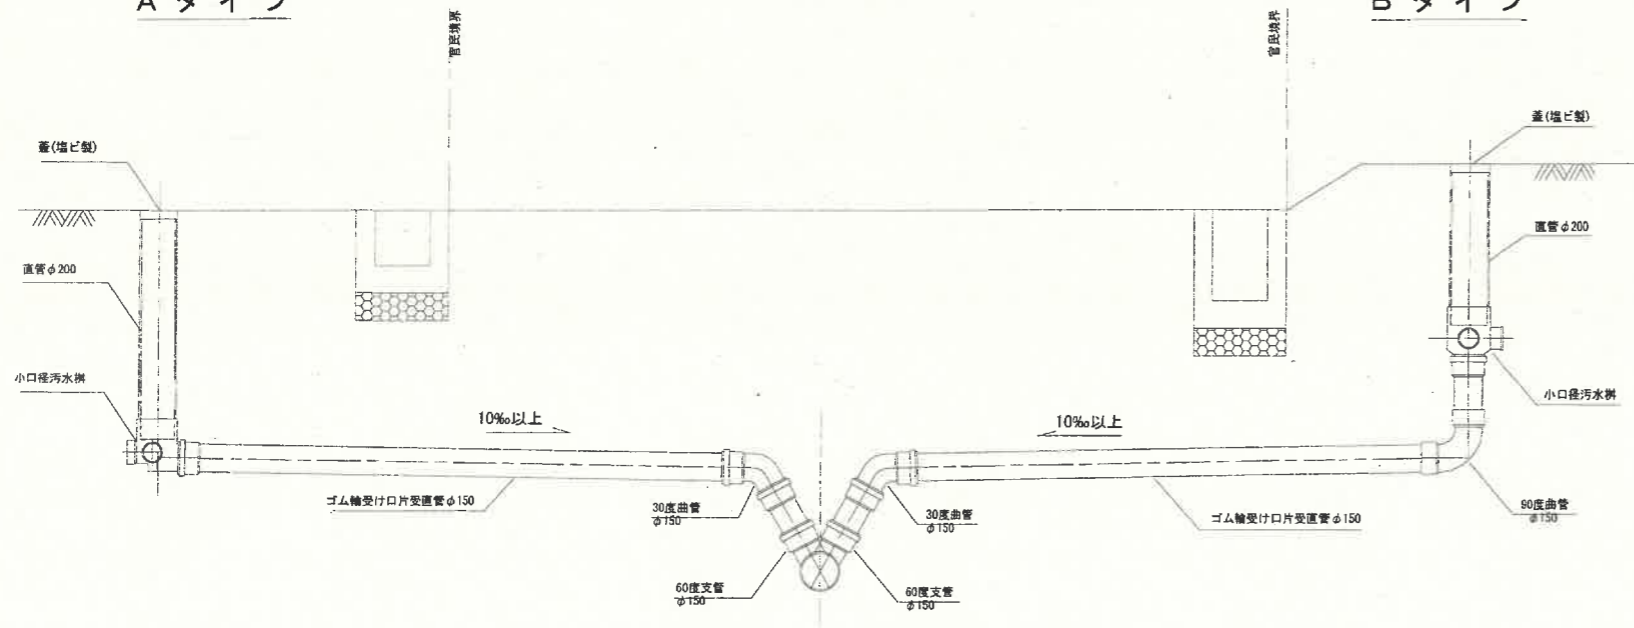 Aタイプ
Bタイプ
官民境界
官民境界
蓋(塩ビ製)
蓋(塩ビ製)
直管φ200
直管φ200
小口径汚水桝
小口径汚水桝
10‰以上
10‰以上
ゴム輪受け口片受直管φ150
30度曲管
φ150
30度曲管
φ150
ゴム輪受け口片受直管φ150
90度曲管
φ150
60度支管
φ150
60度支管
φ150